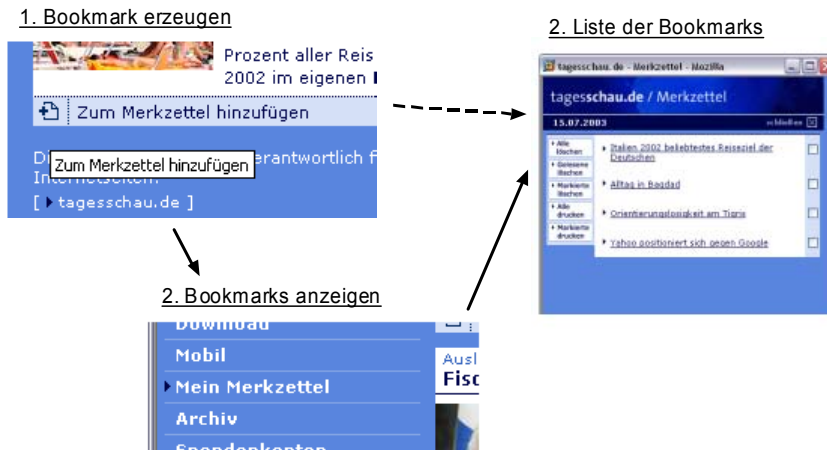 1. Bookmark erzeugen
Prozent aller Reis
2002 im eigenen
Zum Merkzettel hinzufügen
Zum Merkzettel hinzufügen
erantwortlich f
Internetseiten.
[ tagesschau.de ]
2. Liste der Bookmarks
tagesschau.de - Merkzettel - Mozilla
tagesschau.de / Merkzettel
15.07.2003
schließen
Alle
löschen
Gelesene
löschen
Markierte
löschen
Alle
drucken
Markierte
drucken
Italien 2002 beliebtestes Reiseziel der
Deutschen
Alltag in Bagdad
Orientierungslosigkeit am Tigris
Yahoo positioniert sich gegen Google
2. Bookmarks anzeigen
Download
Mobil
Mein Merkzettel
Archiv
Spendenkonten
Ausl
Fisc